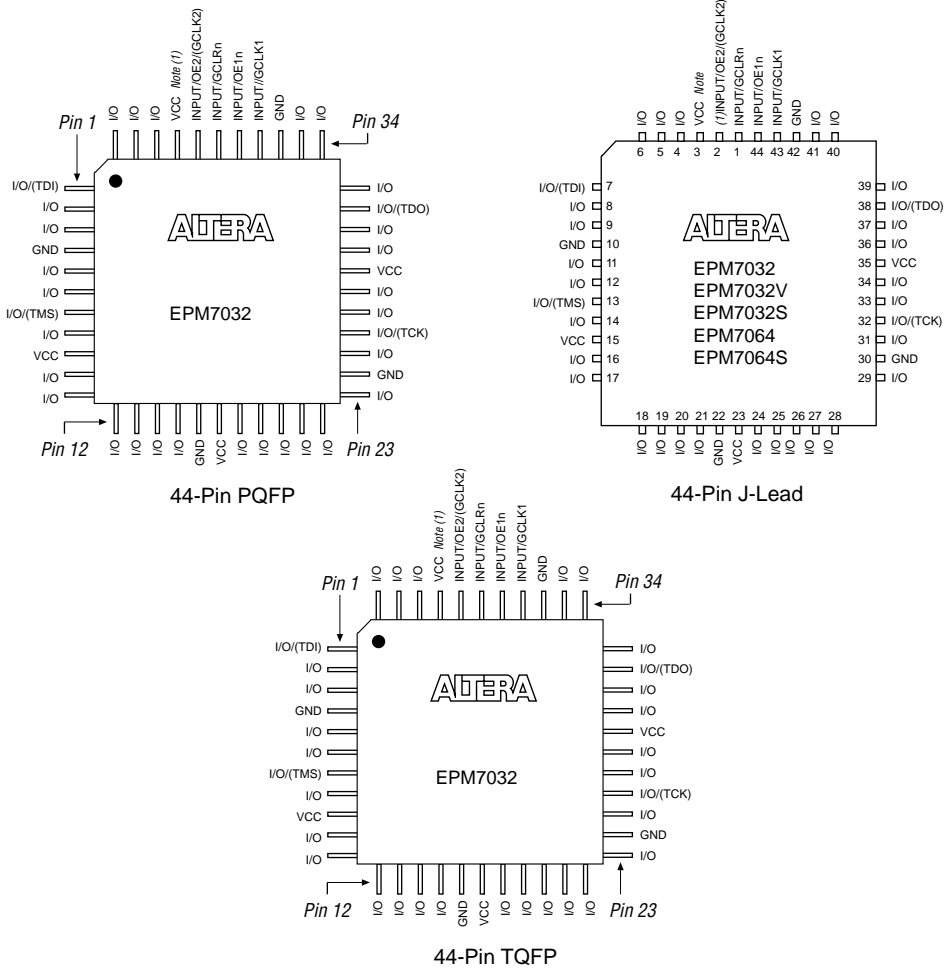 I/O
I/O
I/O
VCC Note (1)
INPUT/OE2/(GCLK2)
INPUT/GCLRn
INPUT/OE1n
INPUT//GCLK1
GND
I/O
I/O
Pin 1
Pin 34
I/O/(TDI)
I/O
I/O
GND
I/O
I/O
I/O/(TMS)
I/O
VCC
I/O
I/O
ALTERA
EPM7032
I/O
I/O/(TDO)
I/O
I/O
VCC
I/O
I/O
I/O/(TCK)
I/O
GND
I/O
Pin 12
Pin 23
I/O
I/O
I/O
I/O
GND
VCC
I/O
I/O
I/O
I/O
I/O
44-Pin PQFP
I/O
I/O
I/O
VCC Note
(1)INPUT/OE2/(GCLK2)
INPUT/GCLRn
INPUT/OE1n
INPUT/GCLK1
GND
I/O
I/O
6 5 4 3 2 1 44 43 42 41 40
I/O/(TDI) 7
I/O 8
I/O 9
GND 10
I/O 11
I/O 12
I/O/(TMS) 13
I/O 14
VCC 15
I/O 16
I/O 17
ALTERA
EPM7032
EPM7032V
EPM7032S
EPM7064
EPM7064S
39 I/O
38 I/O/(TDO)
37 I/O
36 I/O
35 VCC
34 I/O
33 I/O
32 I/O/(TCK)
31 I/O
30 GND
29 I/O
18 19 20 21 22 23 24 25 26 27 28
I/O
I/O
I/O
I/O
GND
VCC
I/O
I/O
I/O
I/O
I/O
44-Pin J-Lead
I/O
I/O
I/O
VCC Note (1)
INPUT/OE2/(GCLK2)
INPUT/GCLRn
INPUT/OE1n
INPUT/GCLK1
GND
I/O
I/O
Pin 1
Pin 34
I/O/(TDI)
I/O
I/O
GND
I/O
I/O
I/O/(TMS)
I/O
VCC
I/O
I/O
ALTERA
EPM7032
I/O
I/O/(TDO)
I/O
I/O
VCC
I/O
I/O
I/O/(TCK)
I/O
GND
I/O
Pin 12
Pin 23
I/O
I/O
I/O
I/O
GND
VCC
I/O
I/O
I/O
I/O
I/O
44-Pin TQFP